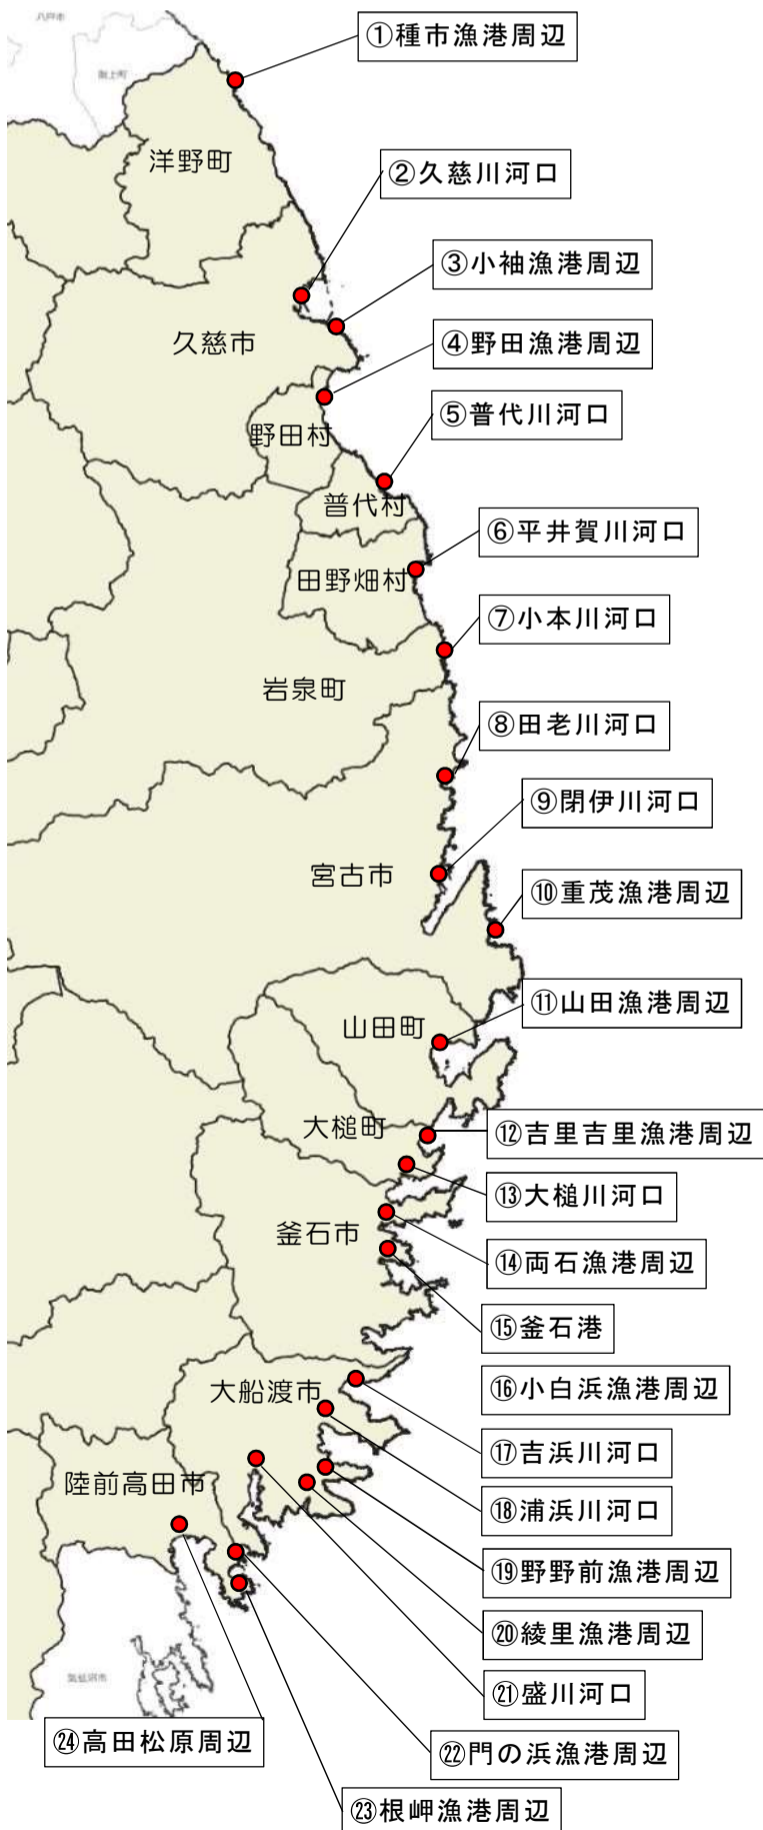 八戸市
①種市漁港周辺
階上町
洋野町
②久慈川河口
③小袖漁港周辺
久慈市
④野田漁港周辺
⑤普代川河口
野田村
普代村
⑥平井賀川河口
田野畑村
⑦小本川河口
岩泉町
⑧田老川河口
⑨閉伊川河口
宮古市
⑩重茂漁港周辺
⑪山田漁港周辺
山田町
大槌町
⑫吉里吉里漁港周辺
⑬大槌川河口
釜石市
⑭両石漁港周辺
⑮釜石港
大船渡市
⑯小白浜漁港周辺
⑰吉浜川河口
陸前高田市
⑱浦浜川河口
⑲野野前漁港周辺
⑳綾里漁港周辺
気仙沼市
㉑盛川河口
㉔高田松原周辺
㉒門の浜漁港周辺
㉓根岬漁港周辺